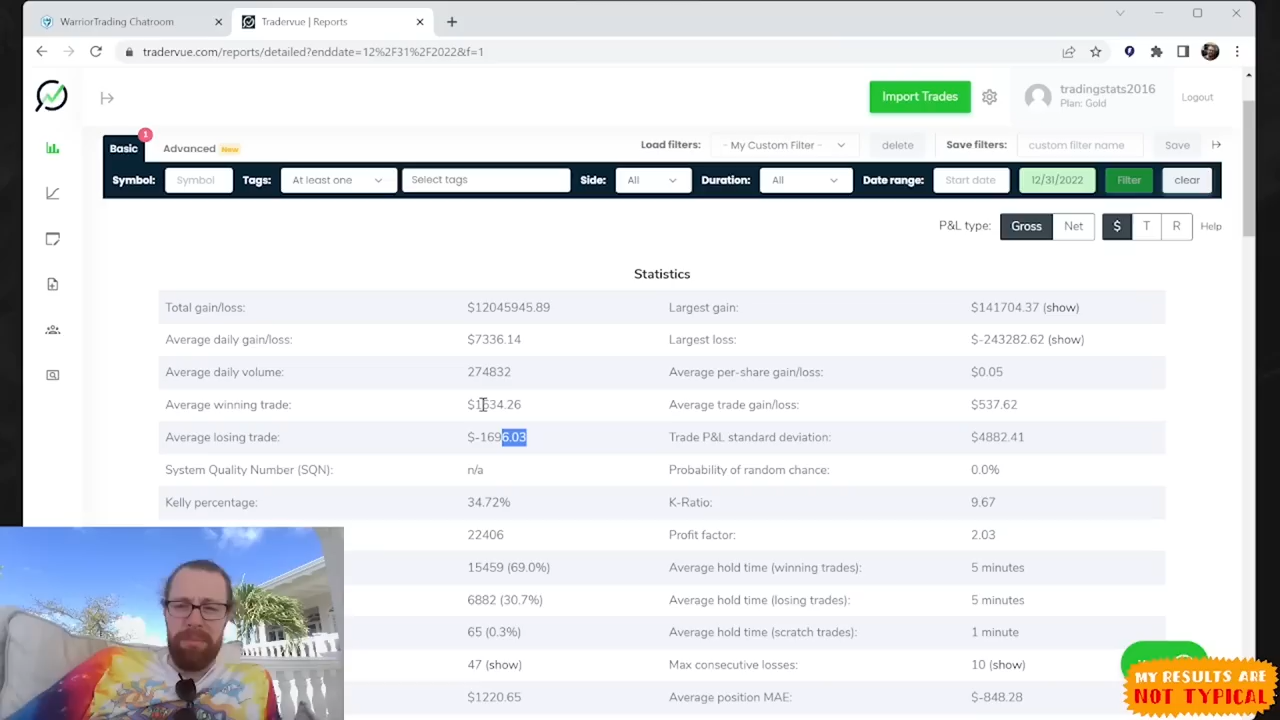 WarriorTrading Chatroom
Tradervue | Reports
tradervue.com/reports/detailed?enddate=12%2F31%2F2022&f=1
Import Trades
tradingstats2016
Plan: Gold
Logout
Basic
1
Advanced New
Load filters: - My Custom Filter - delete Save filters: custom filter name Save
Symbol: Symbol Tags: At least one Select tags Side: All Duration: All Date range: Start date 12/31/2022 Filter clear
P&L type: Gross Net $ T R Help
Statistics
Total gain/loss: $12045945.89 Largest gain: $141704.37 (show)
Average daily gain/loss: $7336.14 Largest loss: $-243282.62 (show)
Average daily volume: 274832 Average per-share gain/loss: $0.05
Average winning trade: $1634.26 Average trade gain/loss: $537.62
Average losing trade: $-1696.03 Trade P&L standard deviation: $4882.41
System Quality Number (SQN): n/a Probability of random chance: 0.0%
Kelly percentage: 34.72% K-Ratio: 9.67
22406 Profit factor: 2.03
15459 (69.0%) Average hold time (winning trades): 5 minutes
6882 (30.7%) Average hold time (losing trades): 5 minutes
65 (0.3%) Average hold time (scratch trades): 1 minute
47 (show) Max consecutive losses: 10 (show)
$1220.65 Average position MAE: $-848.28
MY RESULTS ARE
NOT TYPICAL